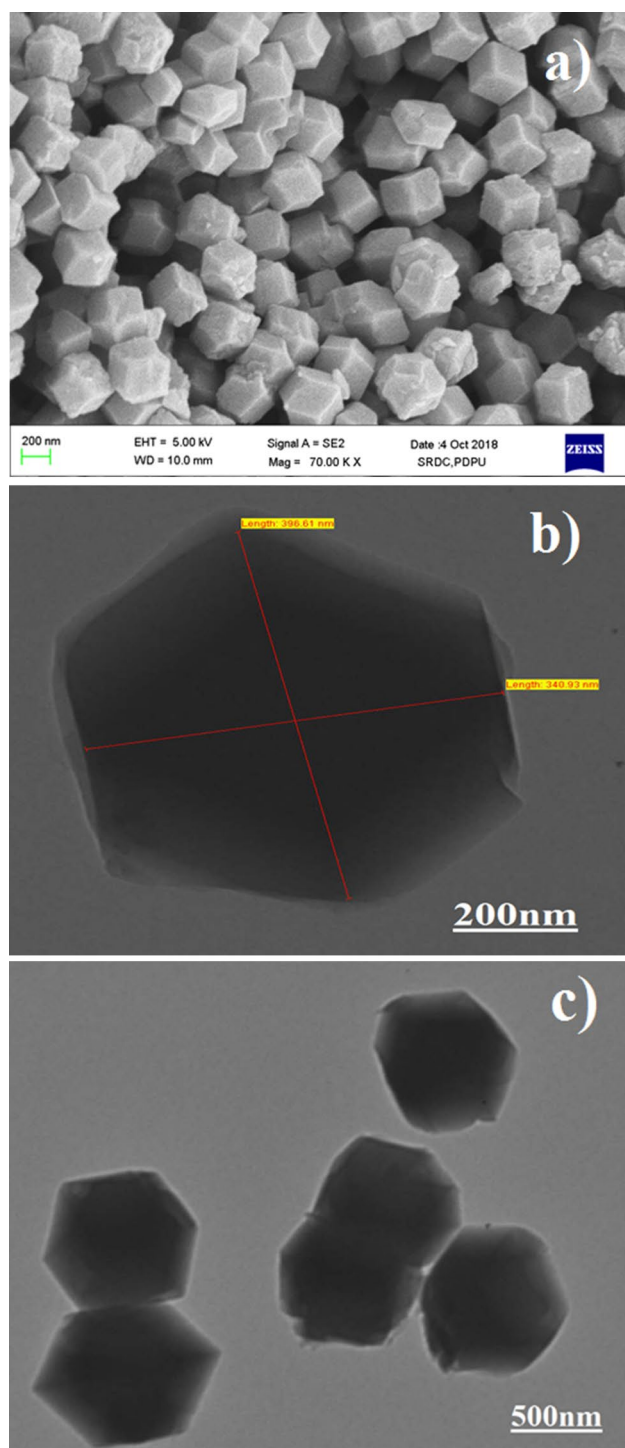 a)
200 nm
EHT = 5.00 kV
Signal A = SE2
Date :4 Oct 2018
ZEISS
WD = 10.0 mm
Mag = 70.00 K X
SRDC,PDPU
Length: 396.61 nm
b)
Length: 340.93 nm
200nm
c)
500nm